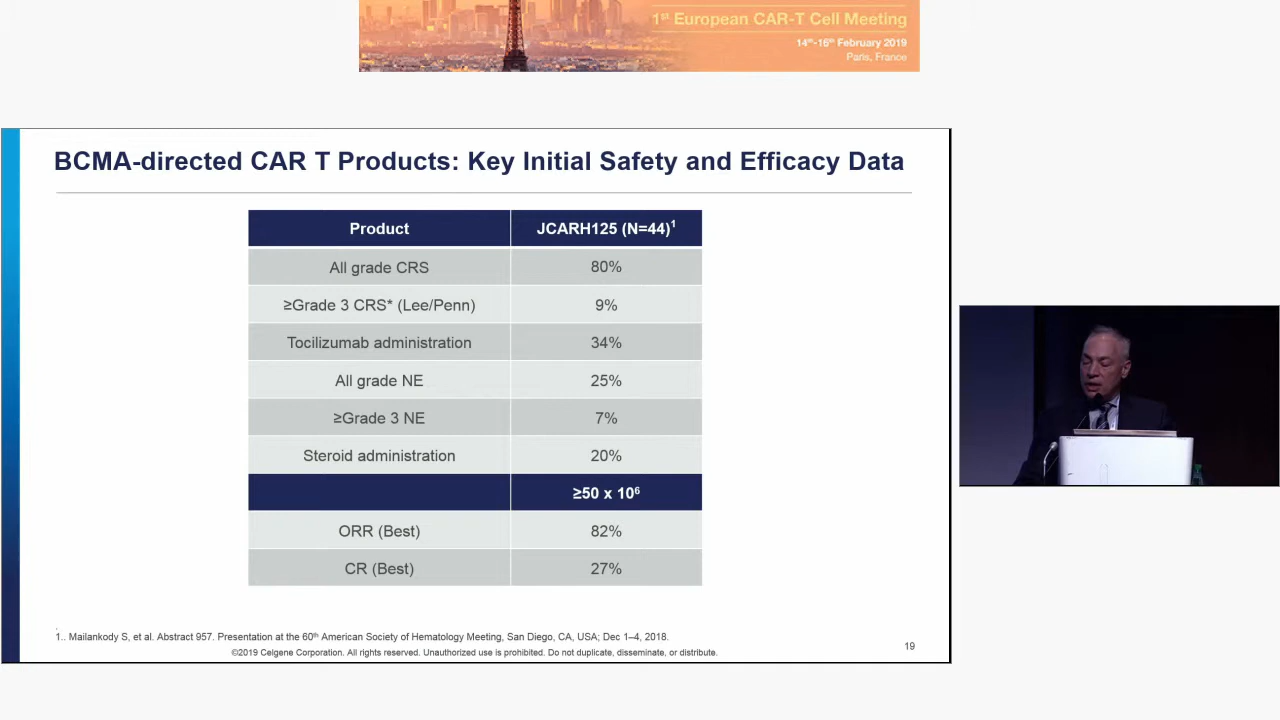 1st European CAR-T Cell Meeting
14th-16th February 2019
Paris, France
BCMA-directed CAR T Products: Key Initial Safety and Efficacy Data
Product JCARH125 (N=44)1
All grade CRS 80%
≥Grade 3 CRS* (Lee/Penn) 9%
Tocilizumab administration 34%
All grade NE 25%
≥Grade 3 NE 7%
Steroid administration 20%
≥50 x 10⁶
ORR (Best) 82%
CR (Best) 27%
1.. Mailankody S, et al. Abstract 957. Presentation at the 60th American Society of Hematology Meeting, San Diego, CA, USA; Dec 1–4, 2018.
©2019 Celgene Corporation. All rights reserved. Unauthorized use is prohibited. Do not duplicate, disseminate, or distribute.
19